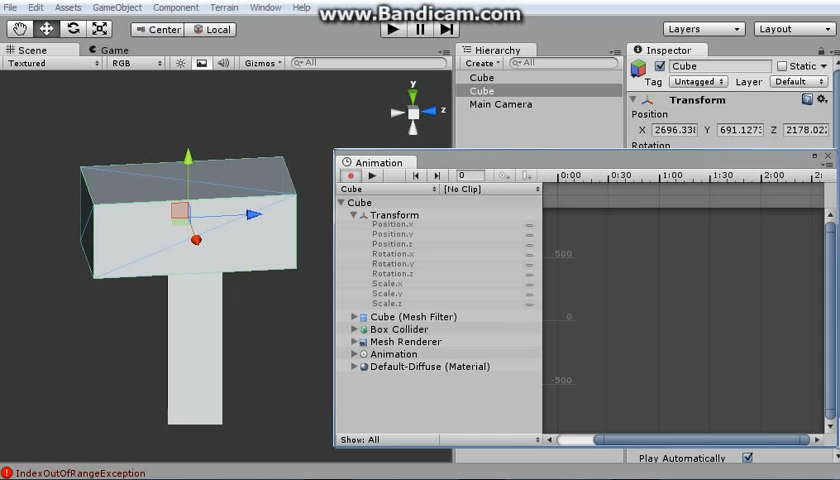 www.Bandicam.com
File Edit Assets GameObject Component Terrain Window Help
Center Local Layers Layout
Scene Game Hierarchy Inspector
Textured RGB Gizmos All Create All
Cube
Cube
Main Camera
Cube Static
Tag Untagged Layer Default
Transform
Position
X 2696.33 Y 691.127 Z 2178.02
Rotation
y
z
Animation
0 0:00 0:30 1:00 1:30 2:00 2:
Cube [No Clip]
Cube
Transform
Position.x
Position.y
Position.z
Rotation.x
Rotation.y
Rotation.z
Scale.x
Scale.y
Scale.z
500
0
-500
Cube (Mesh Filter)
Box Collider
Mesh Renderer
Animation
Default-Diffuse (Material)
Show: All
Play Automatically
IndexOutOfRangeException